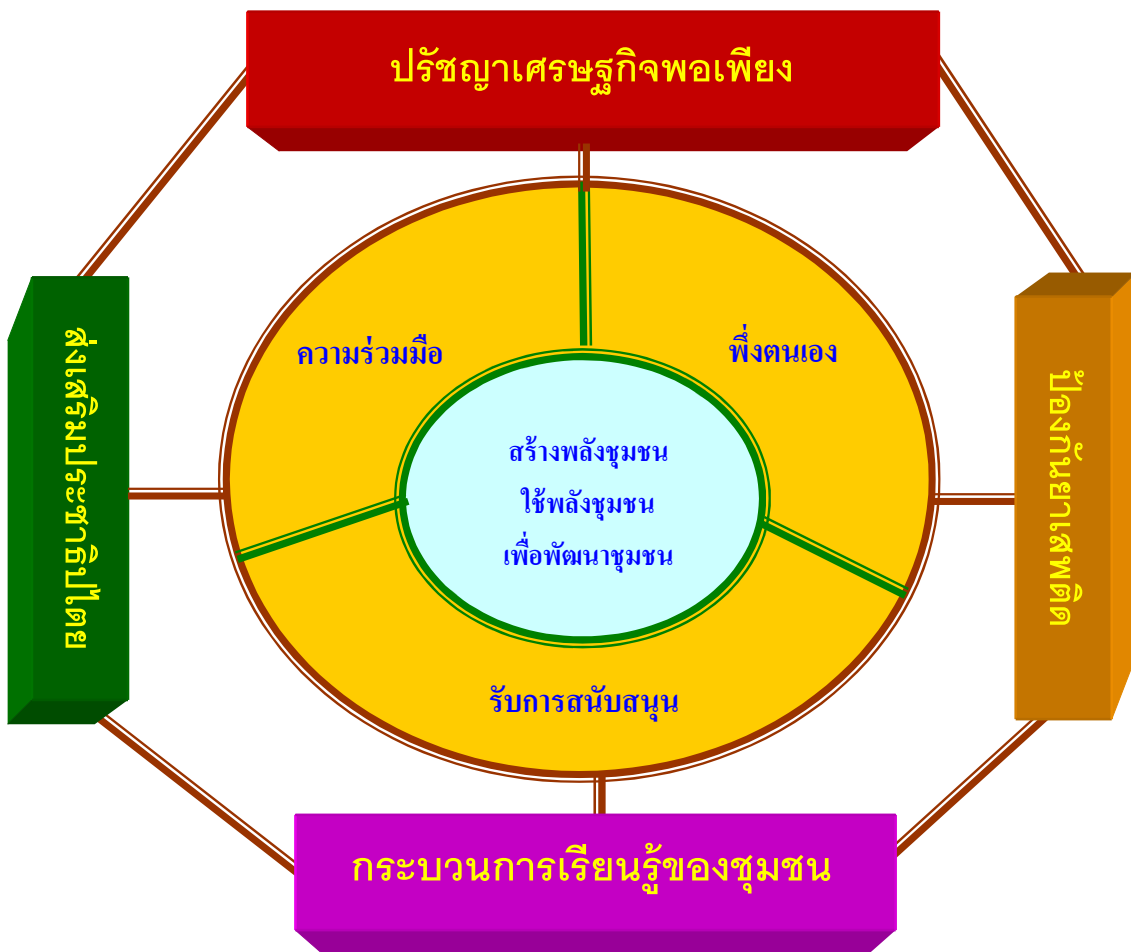 ปรัชญาเศรษฐกิจพอเพียง
ความร่วมมือ
พึ่งตนเอง
ส่งเสริมประชาธิปไตย
ป้องกันยาเสพติด
สร้างพลังชุมชน
ใช้พลังชุมชน
เพื่อพัฒนาชุมชน
รับการสนับสนุน
กระบวนการเรียนรู้ของชุมชน